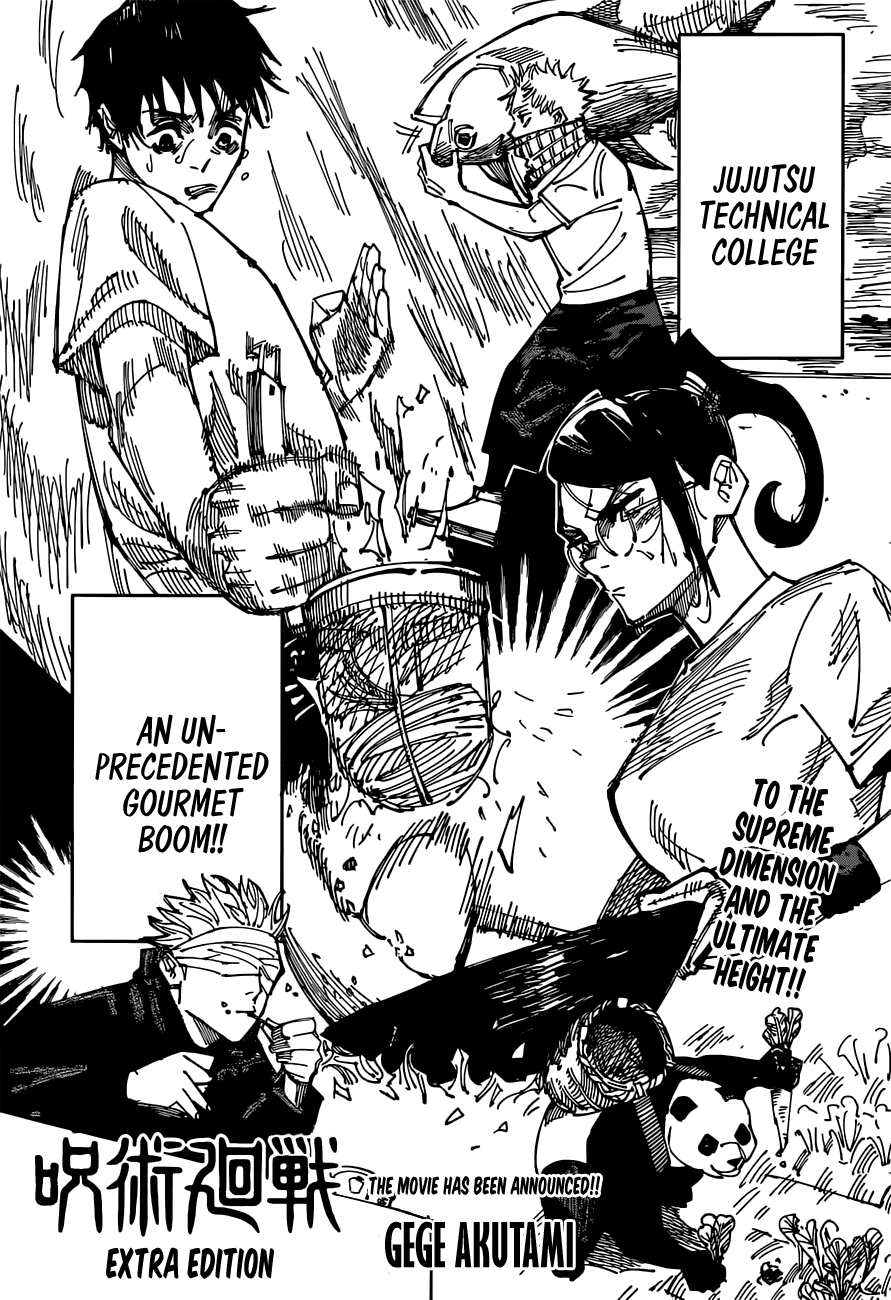 JUJUTSU
TECHNICAL
COLLEGE
AN UN-
PRECEDENTED
GOURMET
BOOM!!
TO THE
SUPREME
DIMENSION
AND THE
ULTIMATE
HEIGHT!!
呪術廻戦
EXTRA EDITION
THE MOVIE HAS BEEN ANNOUNCED!!
GEGE AKUTAMI